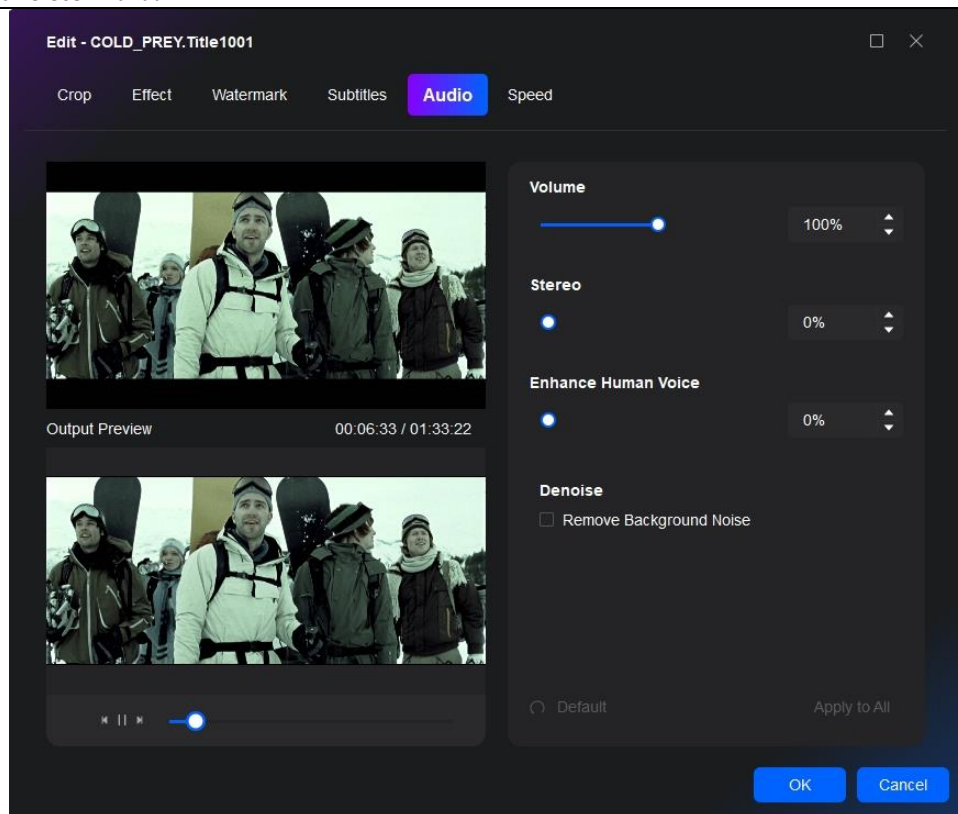 Edit - COLD_PREY.Title1001
Crop Effect Watermark Subtitles Audio Speed
Volume
100%
Stereo
0%
Enhance Human Voice
0%
Output Preview 00:06:33 / 01:33:22
Denoise
Remove Background Noise
Default Apply to All
OK Cancel